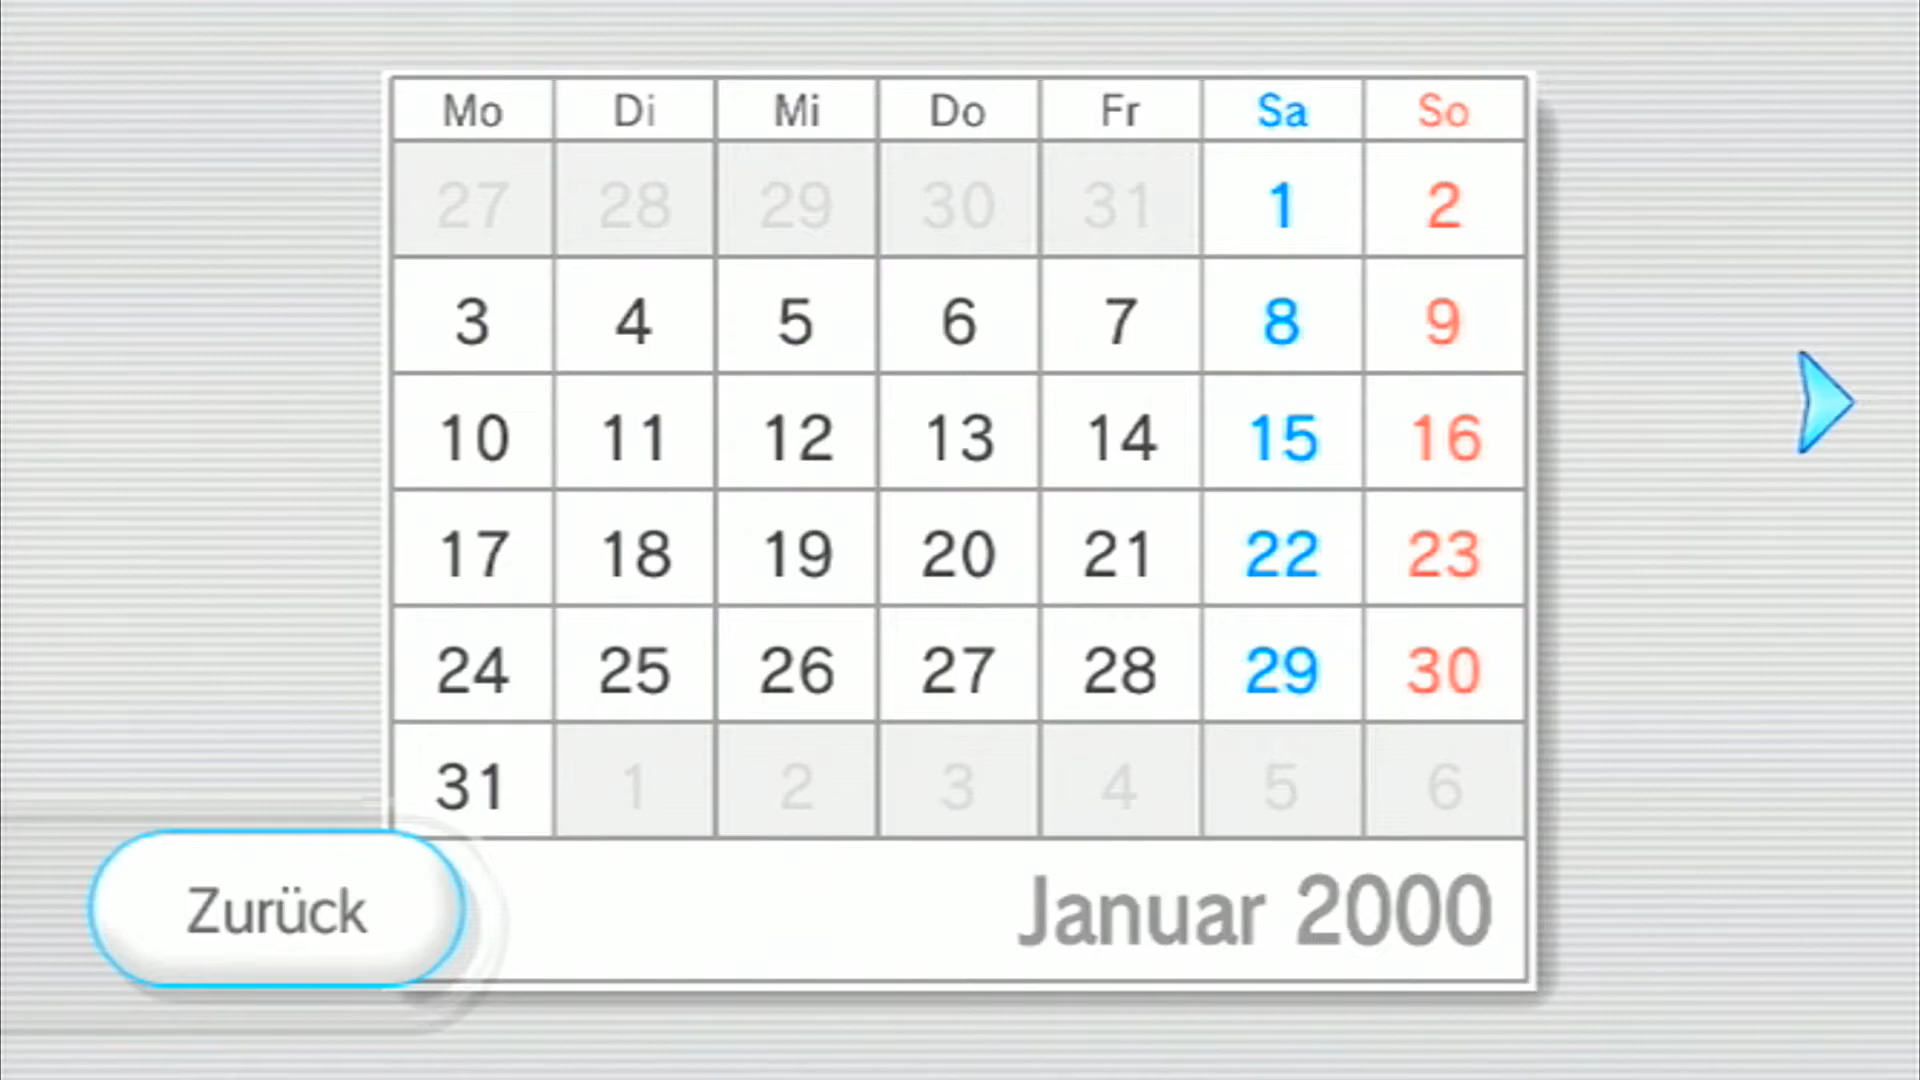 Mo Di Mi Do Fr Sa So
27 28 29 30 31 1 2
3 4 5 6 7 8 9
10 11 12 13 14 15 16
17 18 19 20 21 22 23
24 25 26 27 28 29 30
31 1 2 3 4 5 6
Januar 2000
Zurück